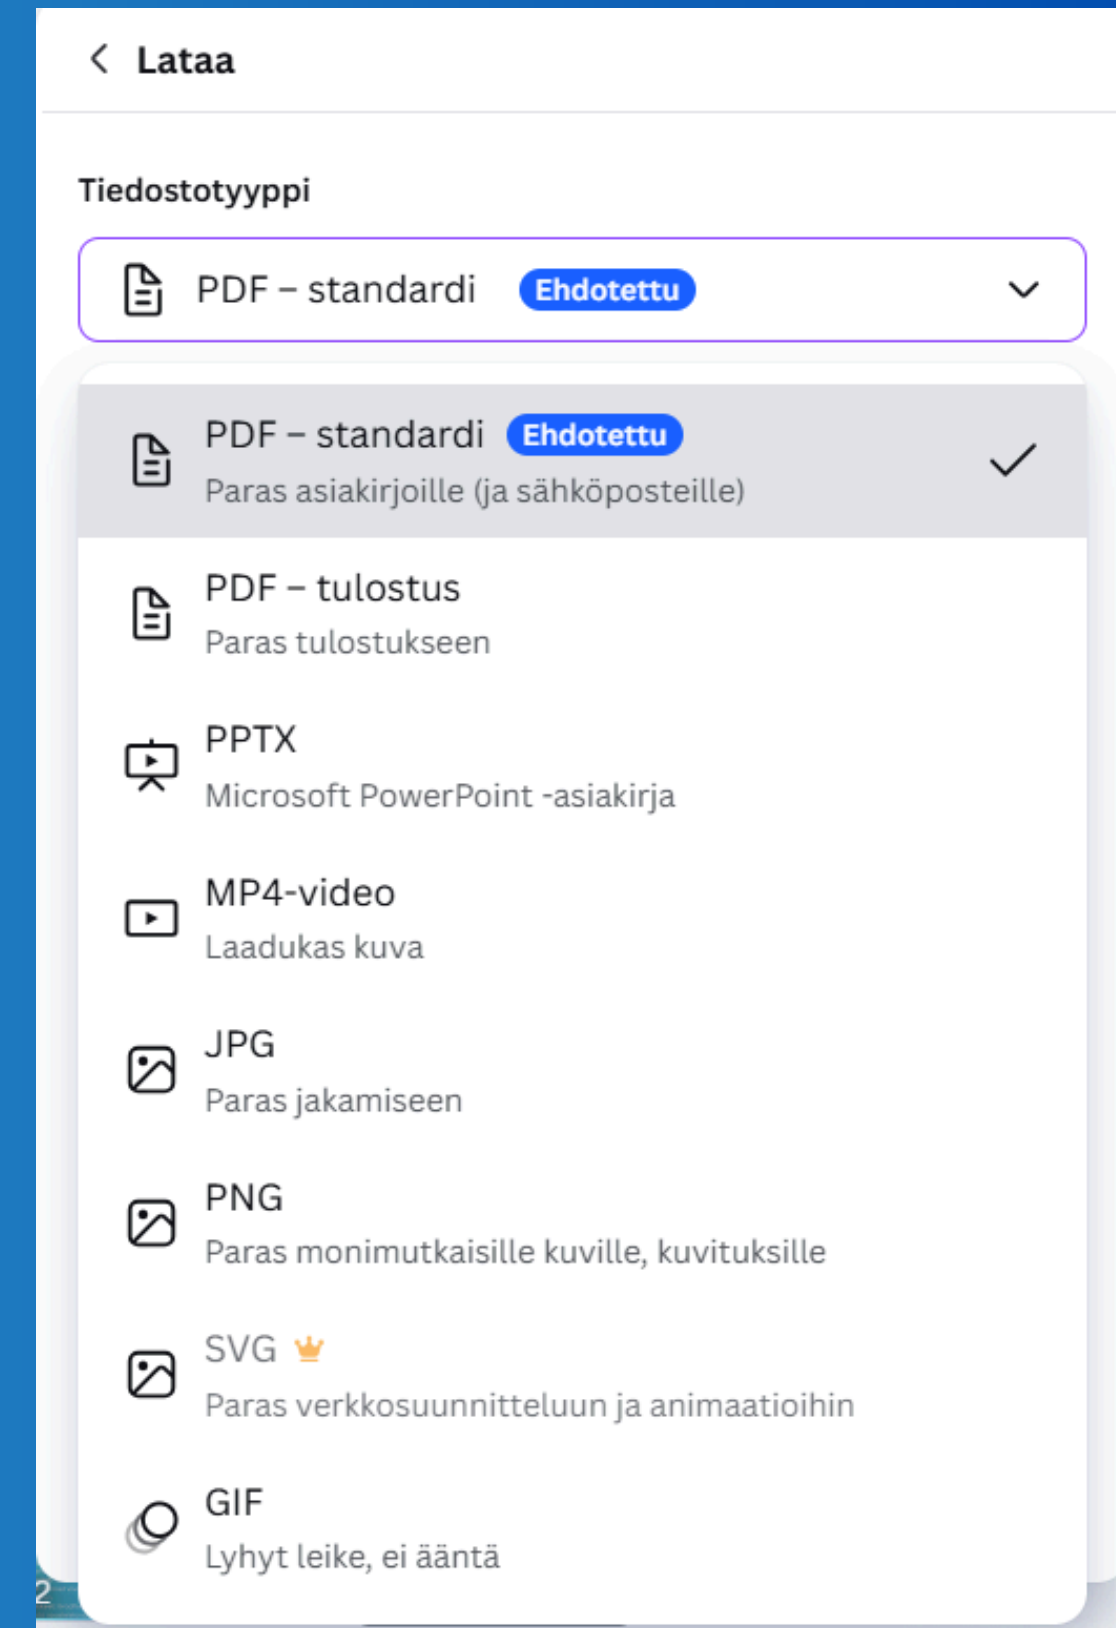 Lataa
Tiedostotyyppi
PDF – standardi Ehdotettu
PDF – standardi Ehdotettu
Paras asiakirjoille (ja sähköposteille)
PDF – tulostus
Paras tulostukseen
PPTX
Microsoft PowerPoint -asiakirja
MP4-video
Laadukas kuva
JPG
Paras jakamiseen
PNG
Paras monimutkaisille kuville, kuvituksille
SVG
Paras verkkosuunnitteluun ja animaatioihin
GIF
Lyhyt leike, ei ääntä
2